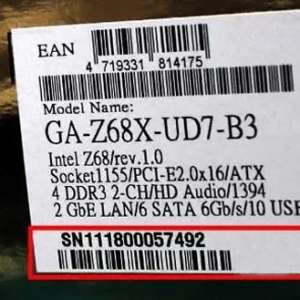 EAN
4 719331 814175
Model Name:
GA-Z68X-UD7-B3
Intel Z68/rev.1.0
Socket1155/PCI-E2.0x16/ATX
4 DDR3 2-CH/HD Audio/1394
2 GbE LAN/6 SATA 6Gb/s/10 USB
SN111800057492